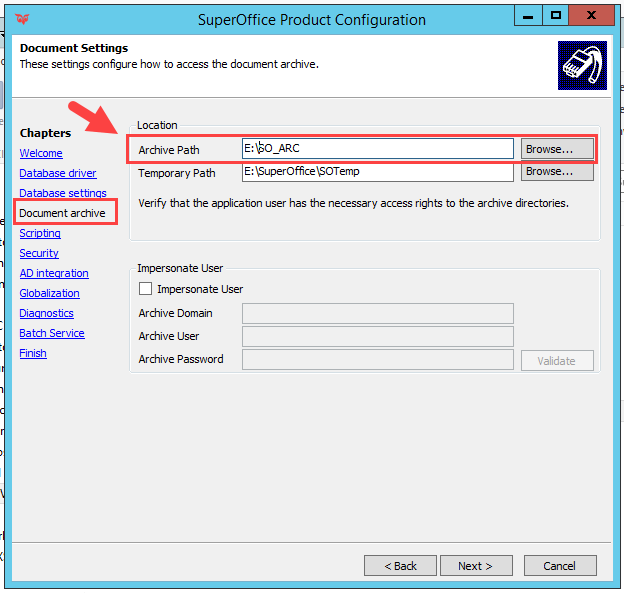 SuperOffice Product Configuration
Document Settings
These settings configure how to access the document archive.
Chapters
Welcome
Database driver
Database settings
Document archive
Scripting
Security
AD integration
Globalization
Diagnostics
Batch Service
Finish
Location
Archive Path E:\SO_ARC Browse...
Temporary Path E:\SuperOffice\SOTemp Browse...
Verify that the application user has the necessary access rights to the archive directories.
Impersonate User
Impersonate User
Archive Domain
Archive User
Archive Password Validate
< Back Next > Cancel